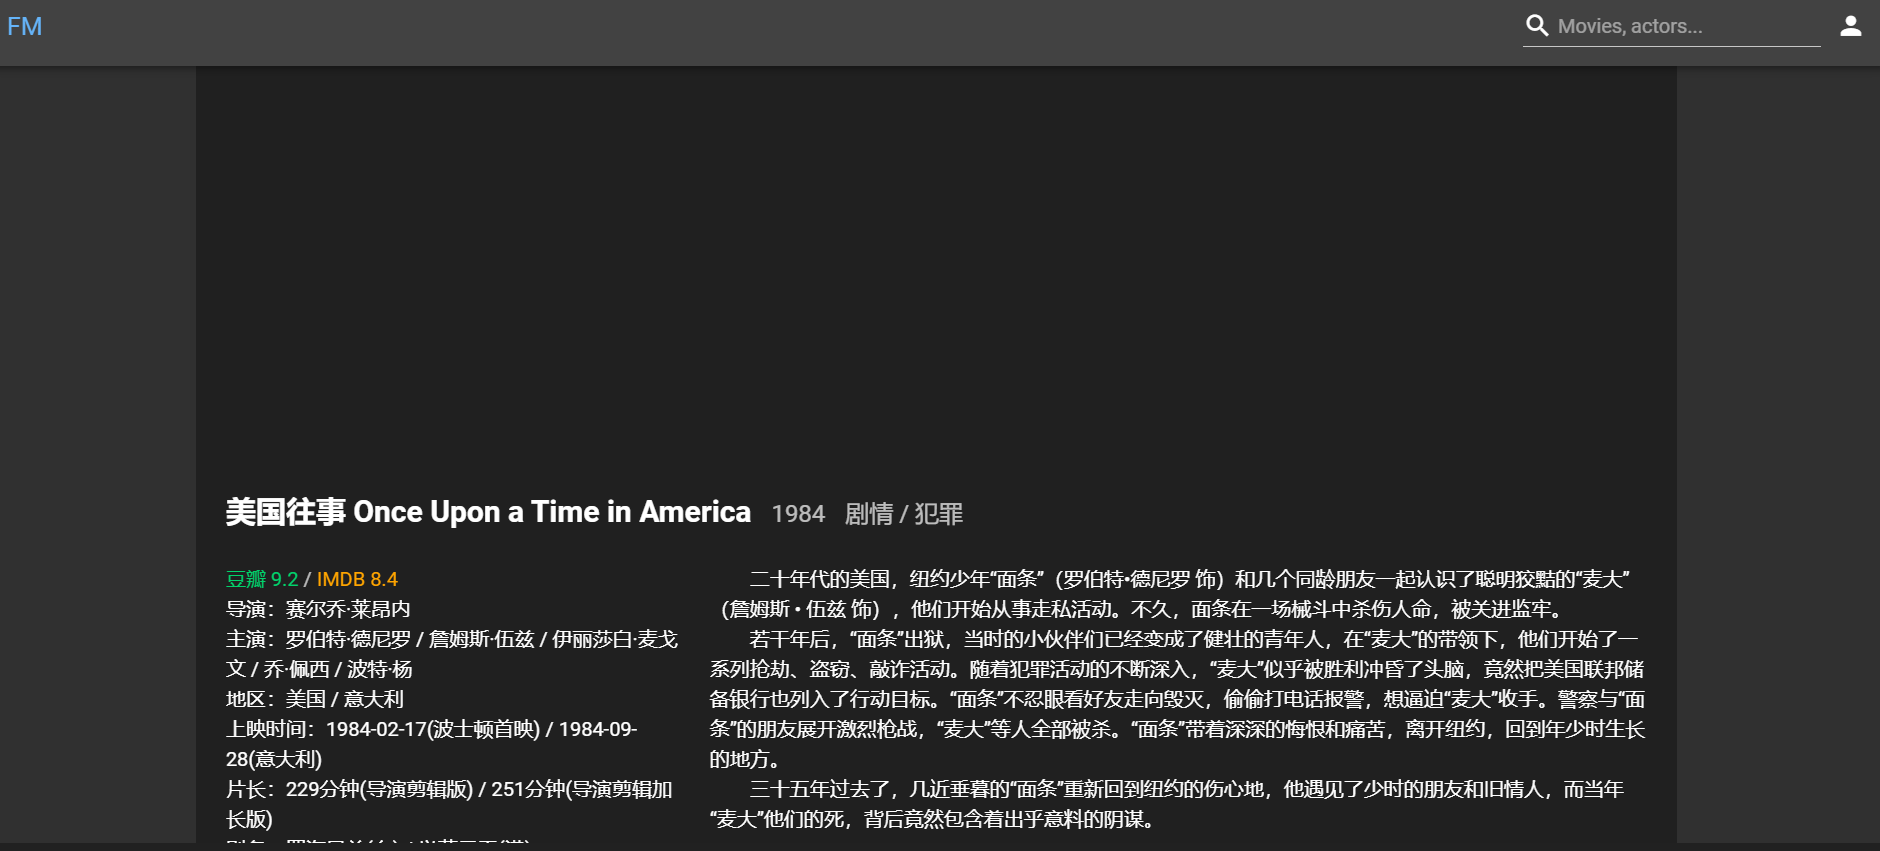 FM
Movies, actors...
美国往事 Once Upon a Time in America 1984 剧情 / 犯罪
豆瓣 9.2 / IMDB 8.4
导演：赛尔乔·莱昂内
主演：罗伯特·德尼罗 / 詹姆斯·伍兹 / 伊丽莎白·麦戈
文 / 乔·佩西 / 波特·杨
地区：美国 / 意大利
上映时间：1984-02-17(波士顿首映) / 1984-09-
28(意大利)
片长：229分钟(导演剪辑版) / 251分钟(导演剪辑加
长版)
二十年代的美国，纽约少年“面条”（罗伯特•德尼罗 饰）和几个同龄朋友一起认识了聪明狡黠的“麦大”
（詹姆斯 • 伍兹 饰），他们开始从事走私活动。不久，面条在一场械斗中杀伤人命，被关进监牢。
若干年后，“面条”出狱，当时的小伙伴们已经变成了健壮的青年人，在“麦大”的带领下，他们开始了一
系列抢劫、盗窃、敲诈活动。随着犯罪活动的不断深入，“麦大”似乎被胜利冲昏了头脑，竟然把美国联邦储
备银行也列入了行动目标。“面条”不忍眼看好友走向毁灭，偷偷打电话报警，想逼迫“麦大”收手。警察与“面
条”的朋友展开激烈枪战，“麦大”等人全部被杀。“面条”带着深深的悔恨和痛苦，离开纽约，回到年少时生长
的地方。
三十五年过去了，几近垂暮的“面条”重新回到纽约的伤心地，他遇见了少时的朋友和旧情人，而当年
“麦大”他们的死，背后竟然包含着出乎意料的阴谋。